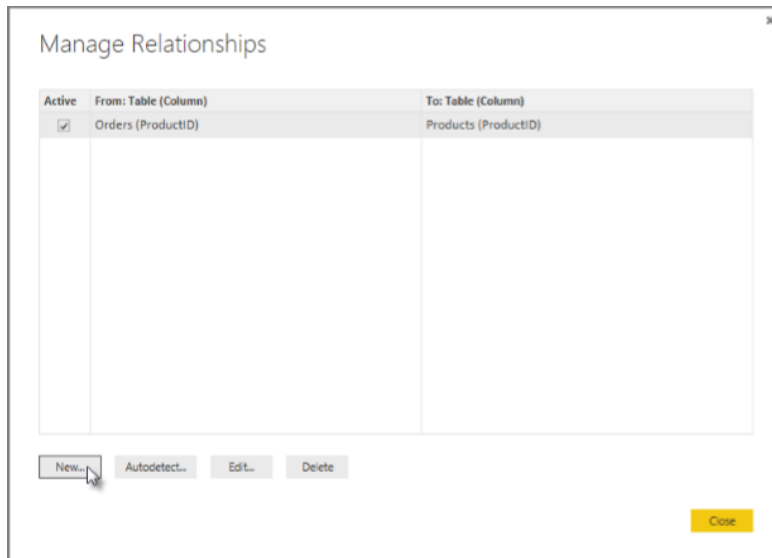 Manage Relationships
Active From: Table (Column) To: Table (Column)
Orders (ProductID) Products (ProductID)
New... Autodetect... Edit... Delete
Close